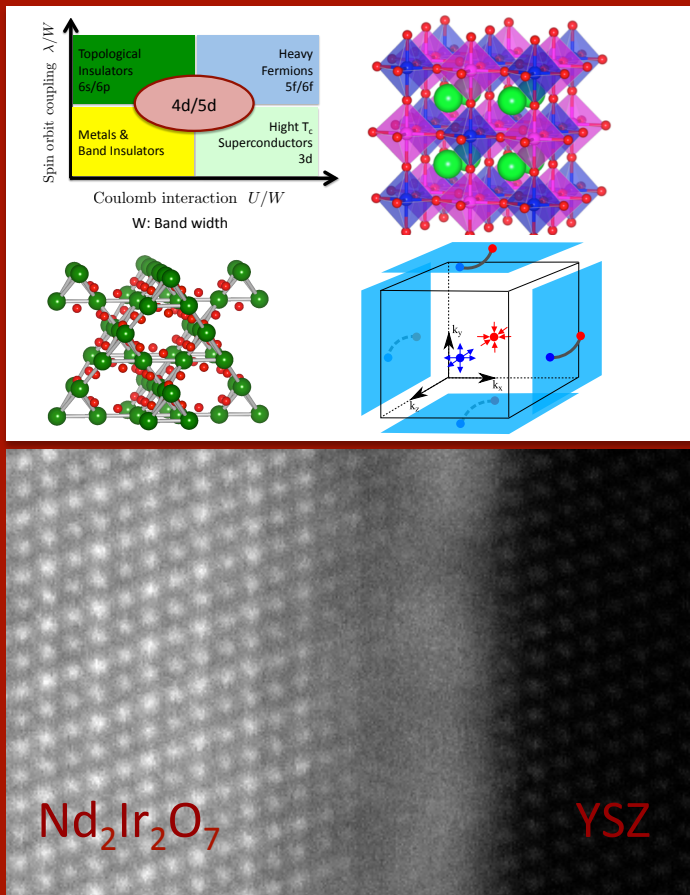 Spin orbit coupling λ/W
Topological
Insulators
6s/6p
Heavy
Fermions
5f/6f
4d/5d
Metals &
Band Insulators
Hight Tc
Superconductors
3d
Coulomb interaction U/W
W: Band width
ky
kx
kz
Nd2Ir2O7
YSZ